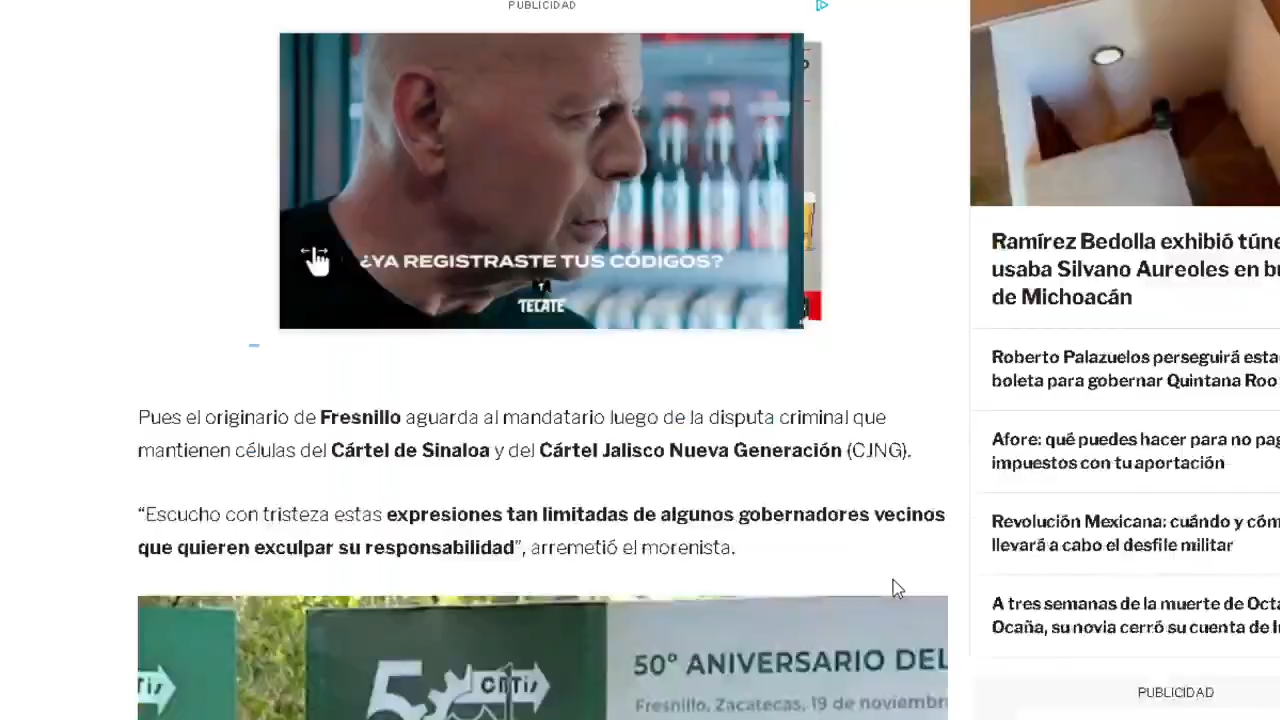 PUBLICIDAD
¿YA REGISTRASTE TUS CÓDIGOS?
TECATE
Pues el originario de Fresnillo aguarda al mandatario luego de la disputa criminal que
mantienen células del Cártel de Sinaloa y del Cártel Jalisco Nueva Generación (CJNG).
“Escucho con tristeza estas expresiones tan limitadas de algunos gobernadores vecinos
que quieren exculpar su responsabilidad”, arremetió el morenista.
50° ANIVERSARIO DEL
Fresnillo, Zacatecas, 19 de noviembr
Ramírez Bedolla exhibió túne
usaba Silvano Aureoles en bu
de Michoacán
Roberto Palazuelos perseguirá esta
boleta para gobernar Quintana Roo
Afore: qué puedes hacer para no pag
impuestos con tu aportación
Revolución Mexicana: cuándo y cóm
llevará a cabo el desfile militar
A tres semanas de la muerte de Octa
Ocaña, su novia cerró su cuenta de I
PUBLICIDAD